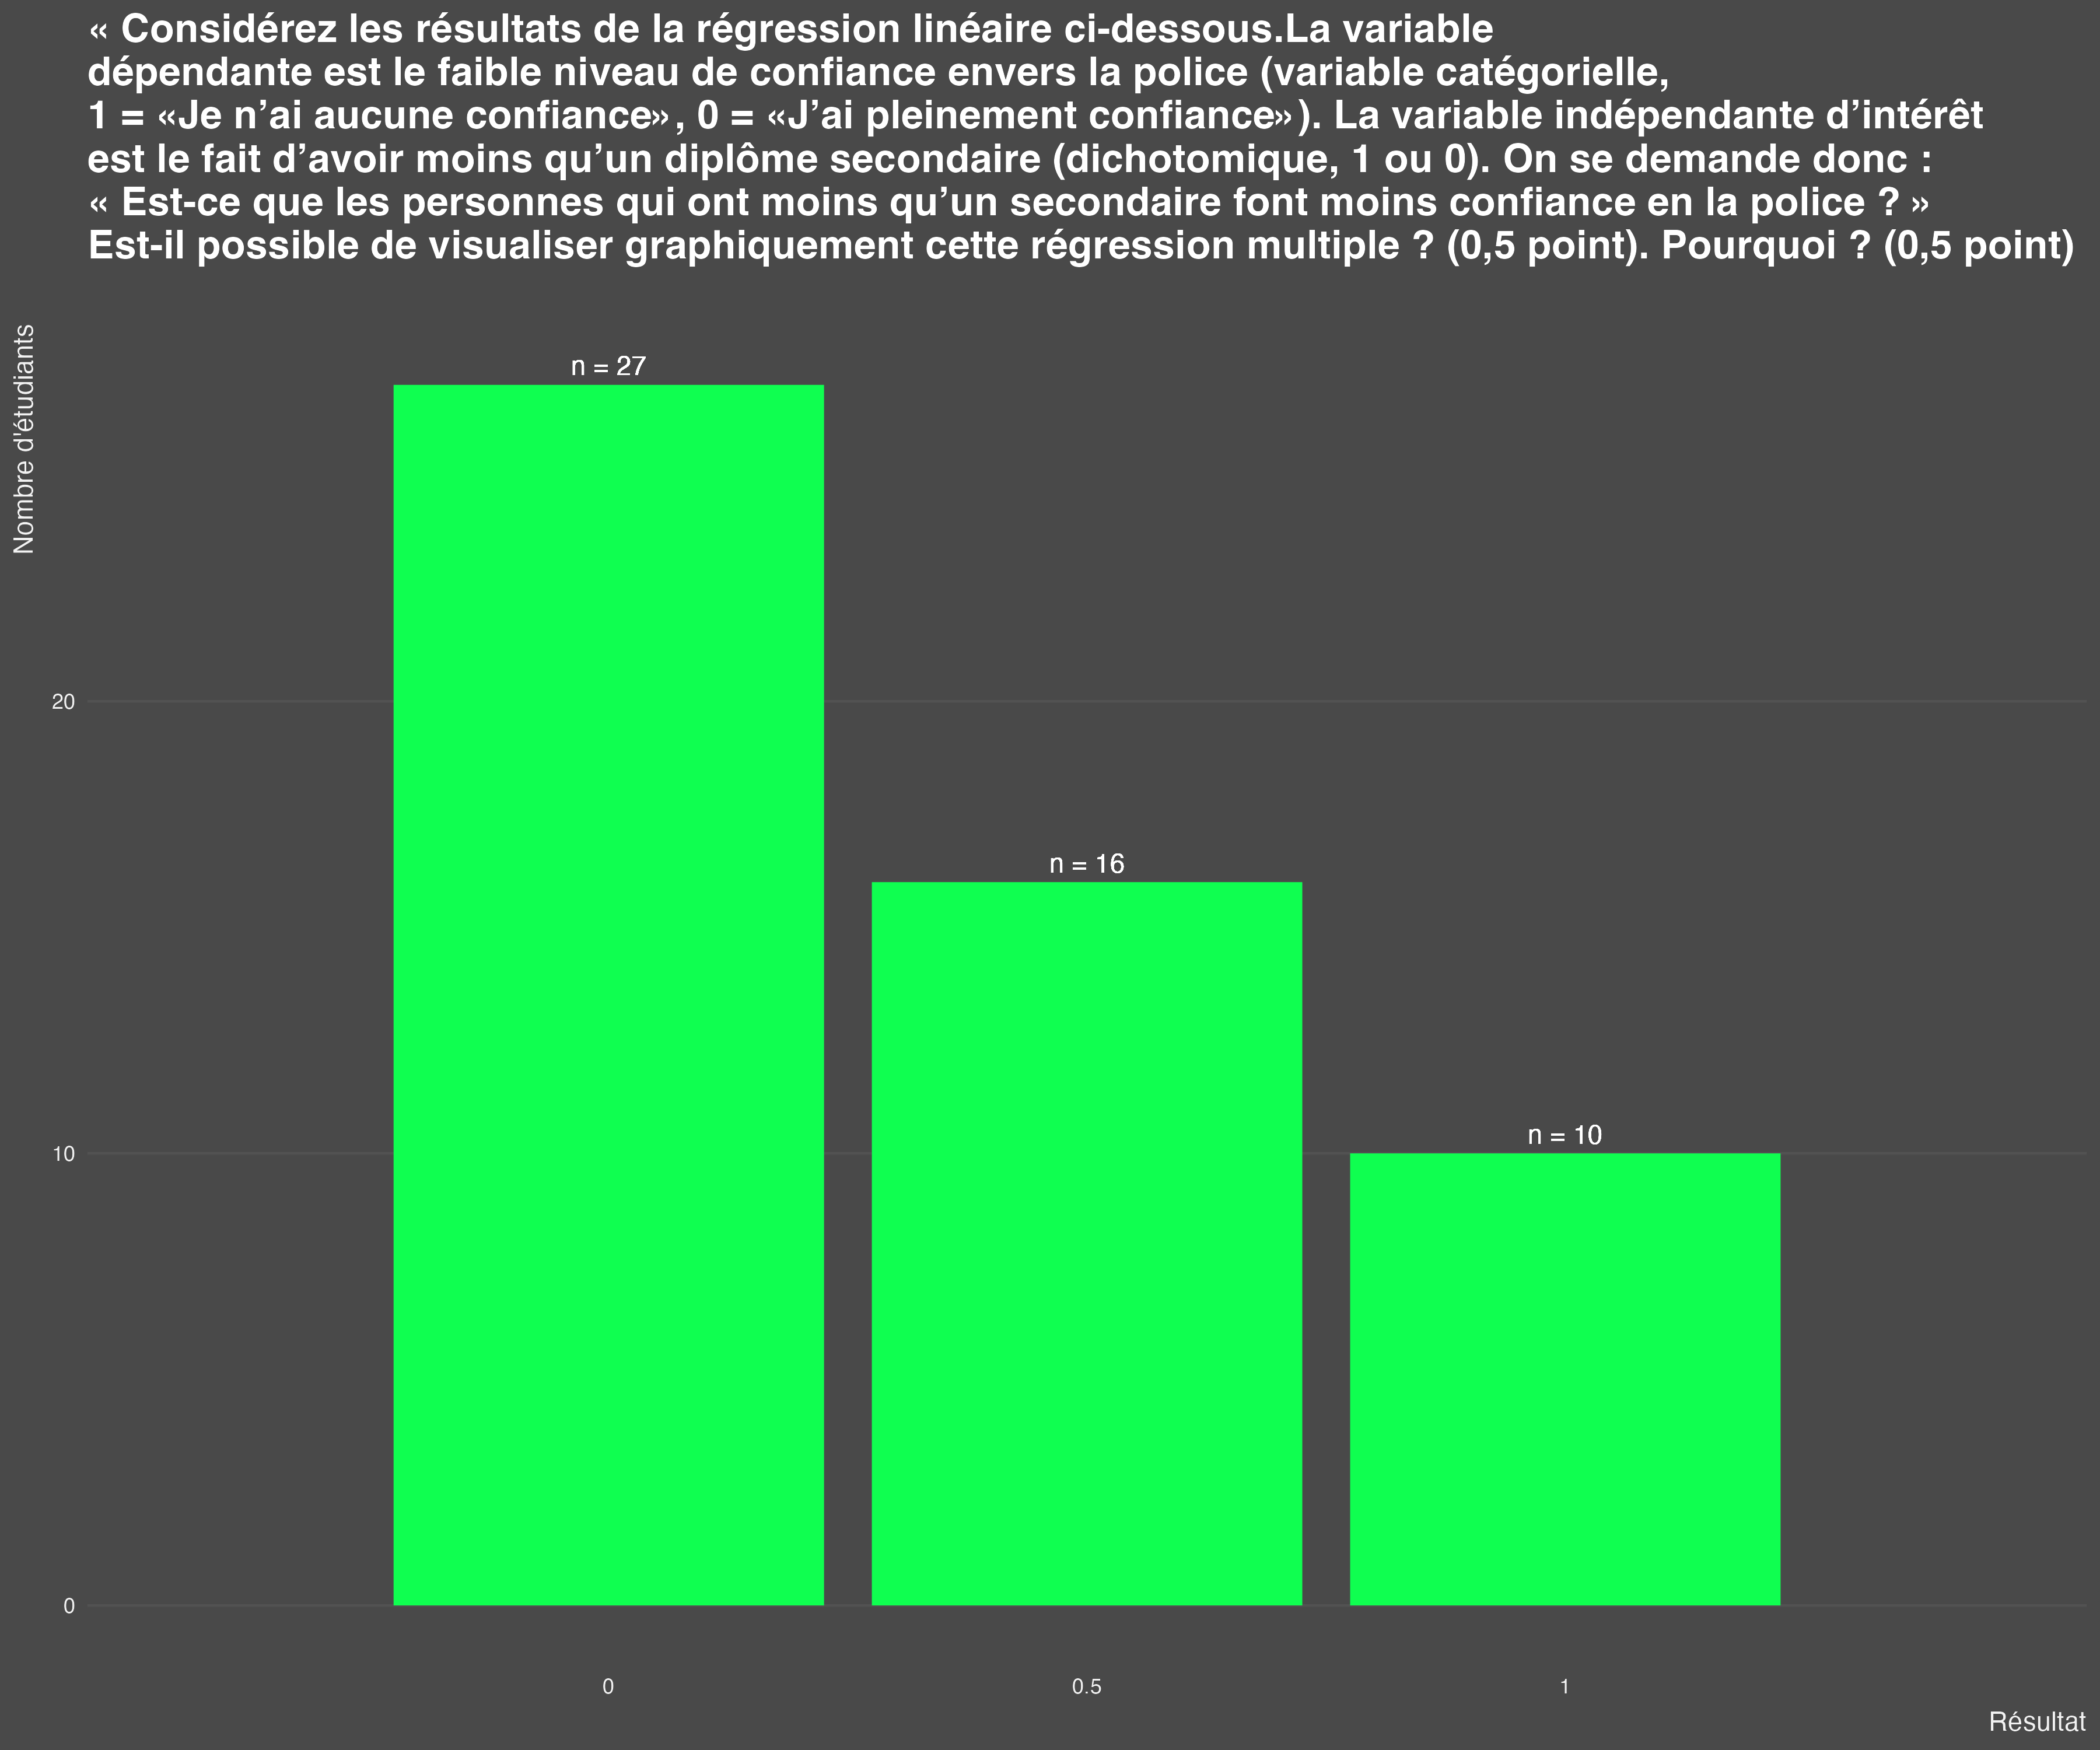 « Considérez les résultats de la régression linéaire ci-dessous.La variable
dépendante est le faible niveau de confiance envers la police (variable catégorielle,
1 = «Je n’ai aucune confiance», 0 = «J’ai pleinement confiance»). La variable indépendante d’intérêt
est le fait d’avoir moins qu’un diplôme secondaire (dichotomique, 1 ou 0). On se demande donc :
« Est-ce que les personnes qui ont moins qu’un secondaire font moins confiance en la police ? »
Est-il possible de visualiser graphiquement cette régression multiple ? (0,5 point). Pourquoi ? (0,5 point)
Nombre d'étudiants
n = 27
20
n = 16
n = 10
10
0
0 0.5 1
Résultat